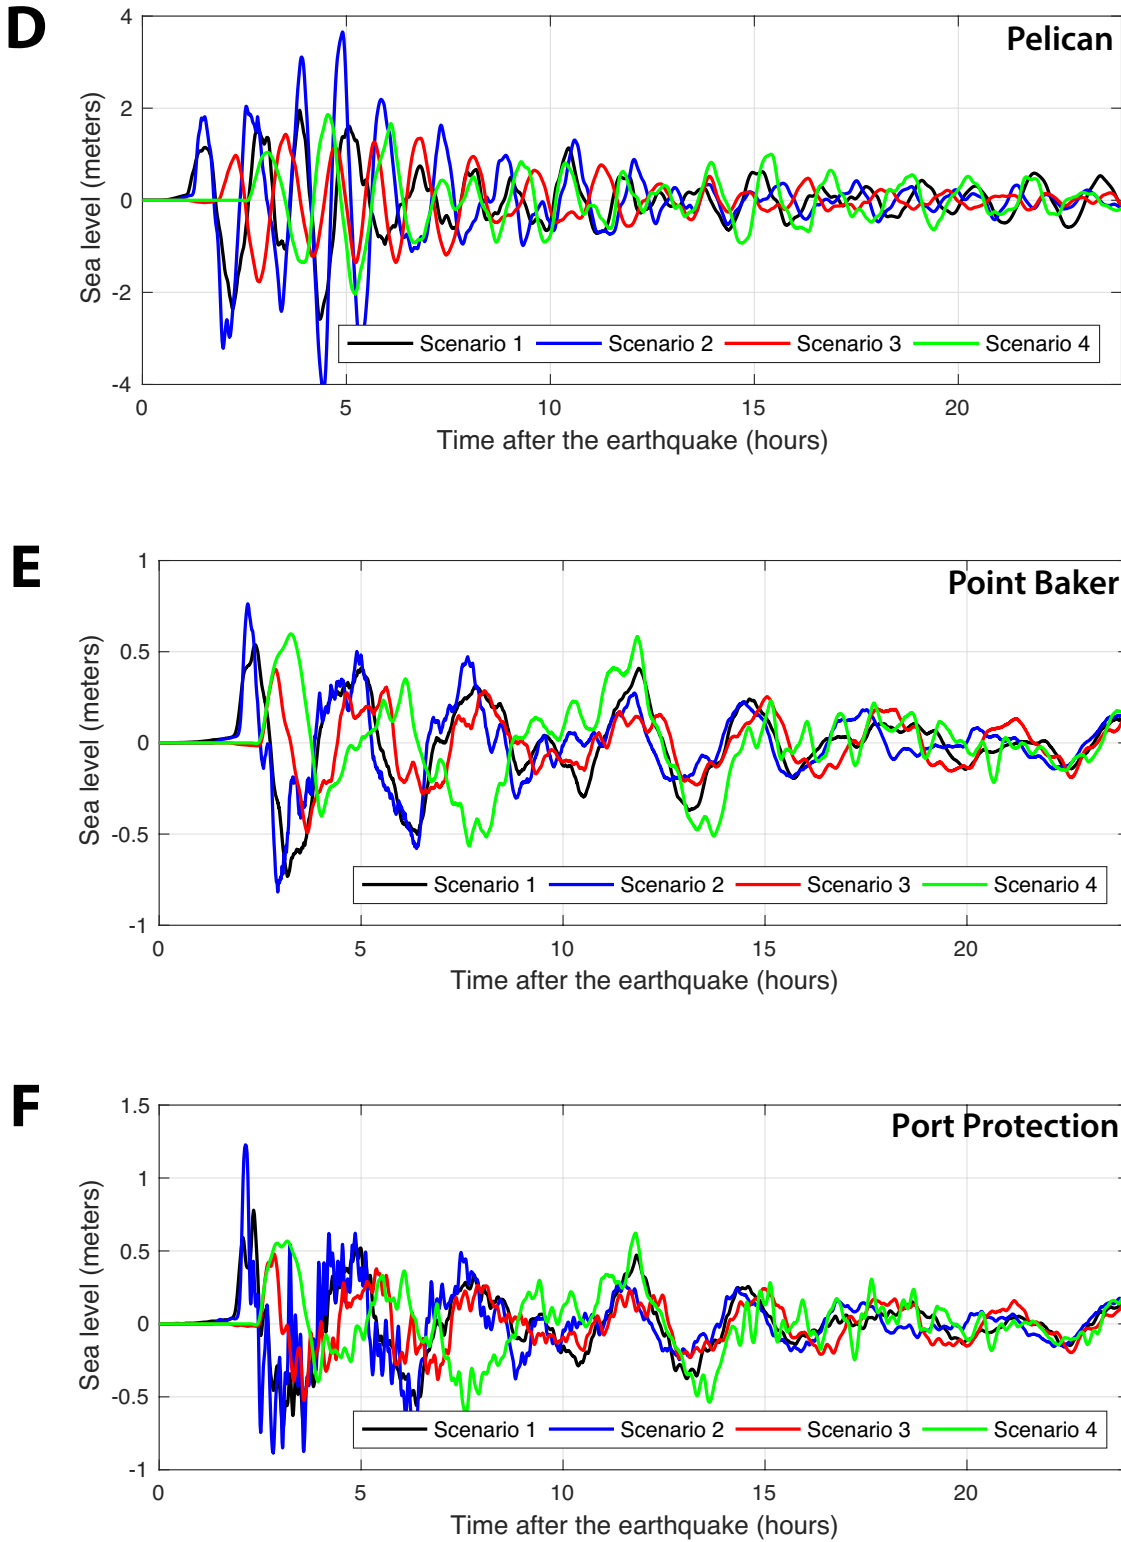 D
Pelican
4
2
0
-2
-4
Sea level (meters)
Scenario 1 Scenario 2 Scenario 3 Scenario 4
0 5 10 15 20
Time after the earthquake (hours)
E
Point Baker
1
0.5
0
-0.5
-1
Sea level (meters)
Scenario 1 Scenario 2 Scenario 3 Scenario 4
0 5 10 15 20
Time after the earthquake (hours)
F
Port Protection
1.5
1
0.5
0
-0.5
-1
Sea level (meters)
Scenario 1 Scenario 2 Scenario 3 Scenario 4
0 5 10 15 20
Time after the earthquake (hours)